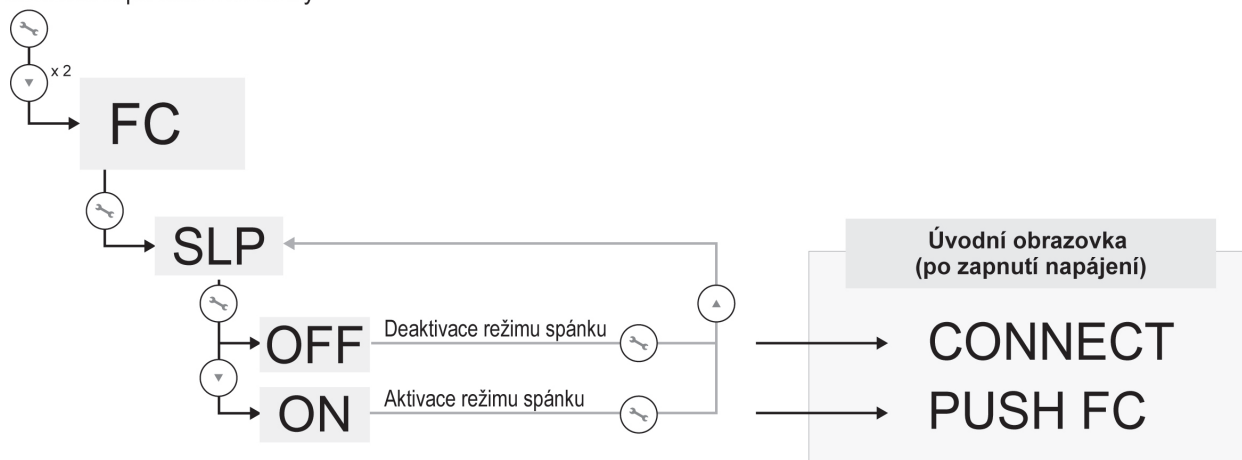 x 2
FC
SLP
OFF
Deaktivace režimu spánku
ON
Aktivace režimu spánku
Úvodní obrazovka
(po zapnutí napájení)
CONNECT
PUSH FC